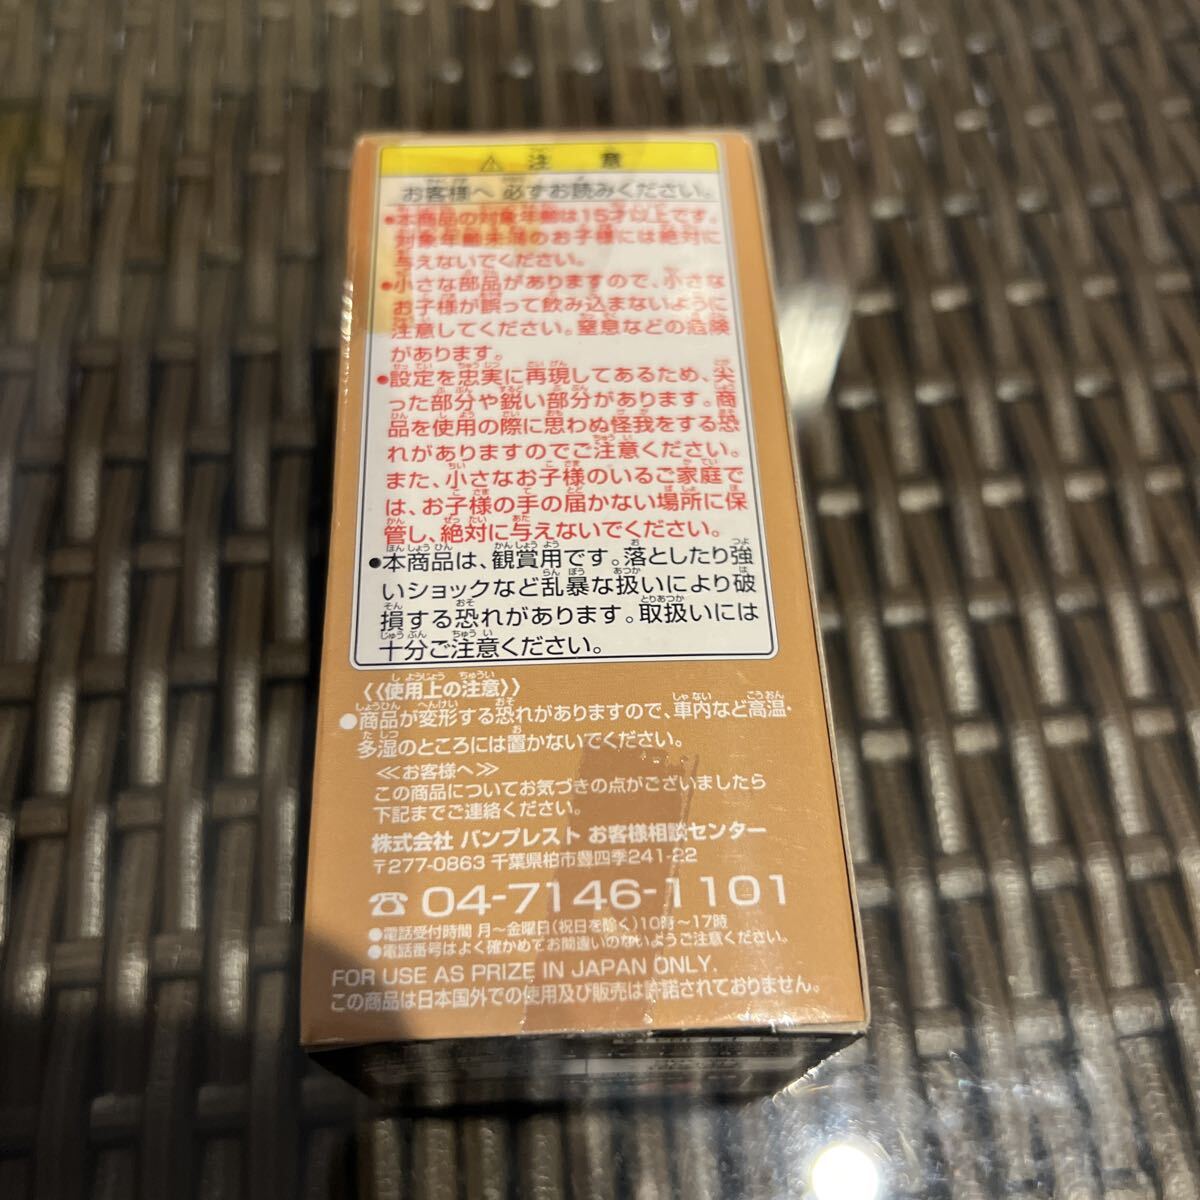 ⚠ 注意
お客様へ 必ずお読みください。
●本商品の対象年齢は15才以上です。
対象年齢未満のお子様には絶対に
与えないでください。
●小さな部品がありますので、小さな
お子様が誤って飲み込まないように
注意してください。窒息などの危険
があります。
●設定を忠実に再現してあるため、尖
った部分や鋭い部分があります。商
品を使用の際に思わぬ怪我をする恐
れがありますのでご注意ください。
また、小さなお子様のいるご家庭で
は、お子様の手の届かない場所に保
管し、絶対に与えないでください。
●本商品は、観賞用です。落としたり強
いショックなど乱暴な扱いにより破
損する恐れがあります。取扱いには
十分ご注意ください。
《使用上の注意》
●商品が変形する恐れがありますので、車内など高温・
多湿のところには置かないでください。
≪お客様へ≫
この商品についてお気づきの点がございましたら
下記までご連絡ください。
株式会社 バンプレスト お客様相談センター
〒277-0863 千葉県柏市豊四季241-22
☎ 04-7146-1101
●電話受付時間 月～金曜日(祝日を除く)10時～17時
●電話番号はよく確かめてお間違いのないようご注意ください。
FOR USE AS PRIZE IN JAPAN ONLY.
この商品は日本国外での使用及び販売は許諾されておりません。